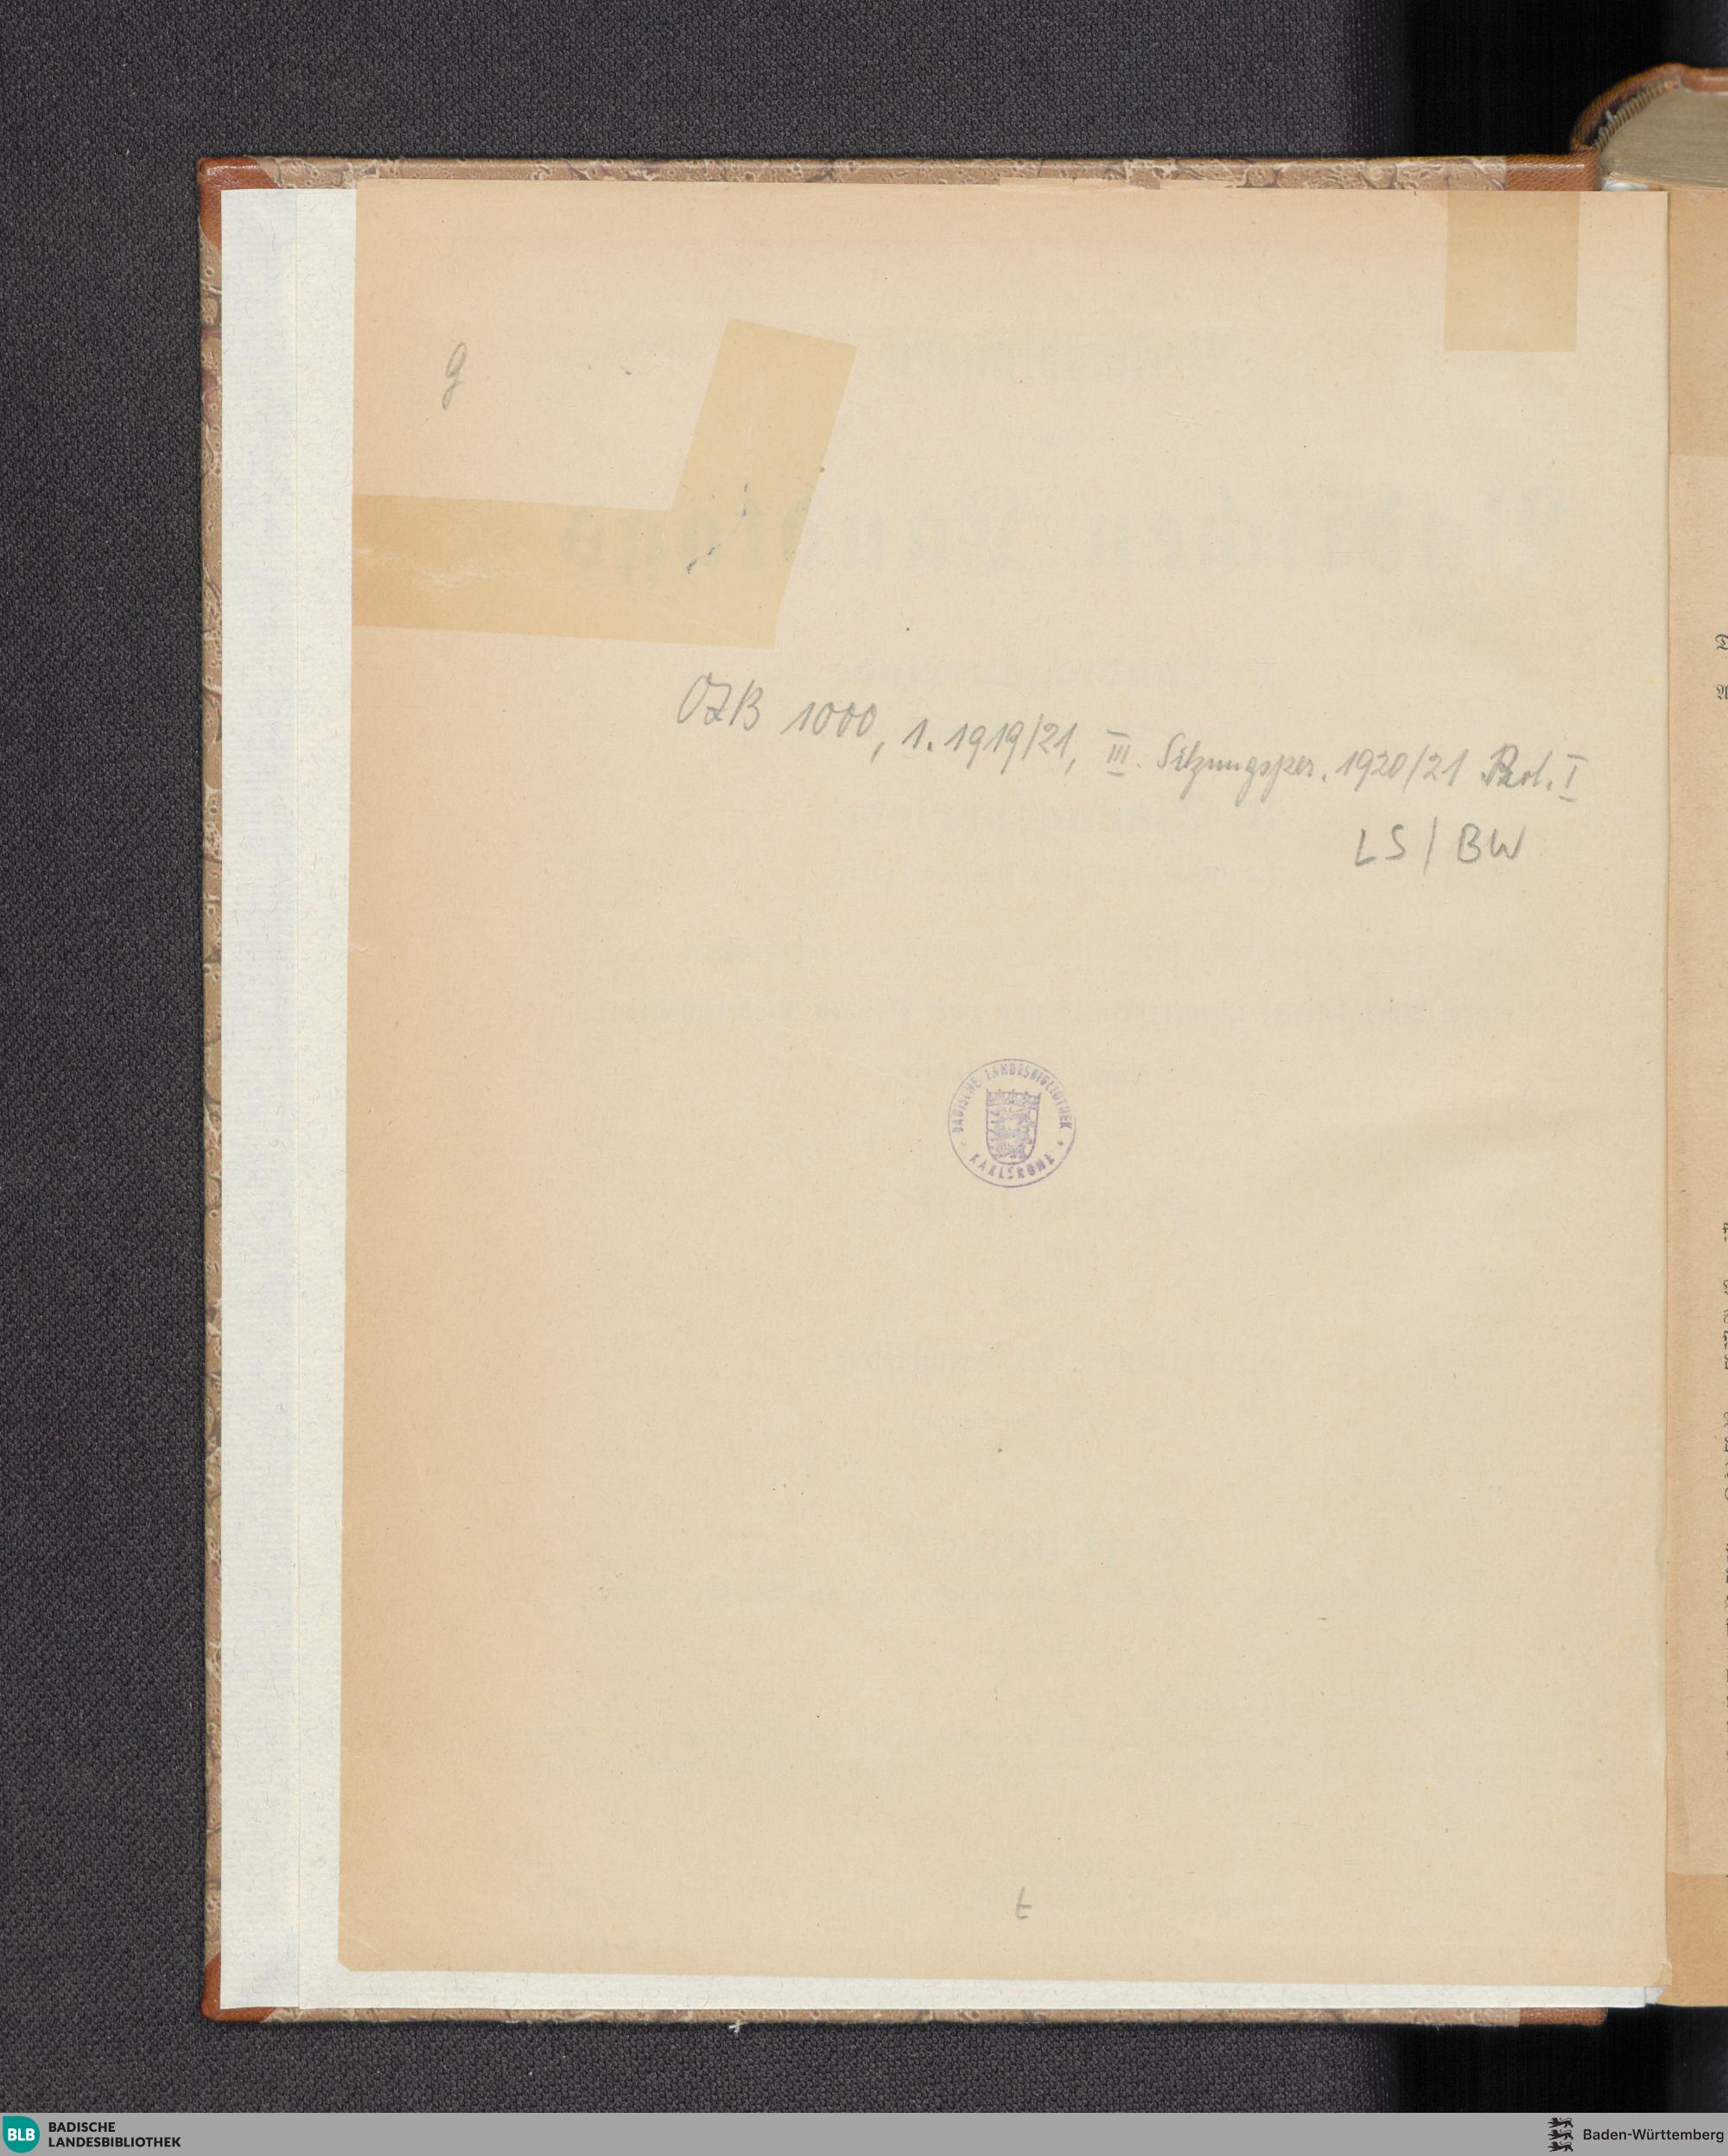 g
OZB 1000, 1. 1919/21, III. Sitzungsper. 1920/21 Prot. I
LS / BW
BADISCHE LANDESBIBLIOTHEK
KARLSRUHE
t
BLB BADISCHE
LANDESBIBLIOTHEK
Baden-Württemberg